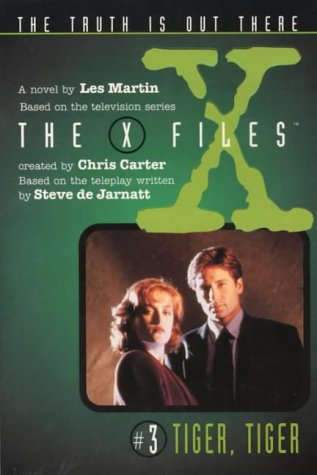 THE TRUTH IS OUT THERE
X
A novel by Les Martin
Based on the television series
THE X FILES™
created by Chris Carter
Based on the teleplay written
by Steve de Jarnatt
#3 TIGER, TIGER